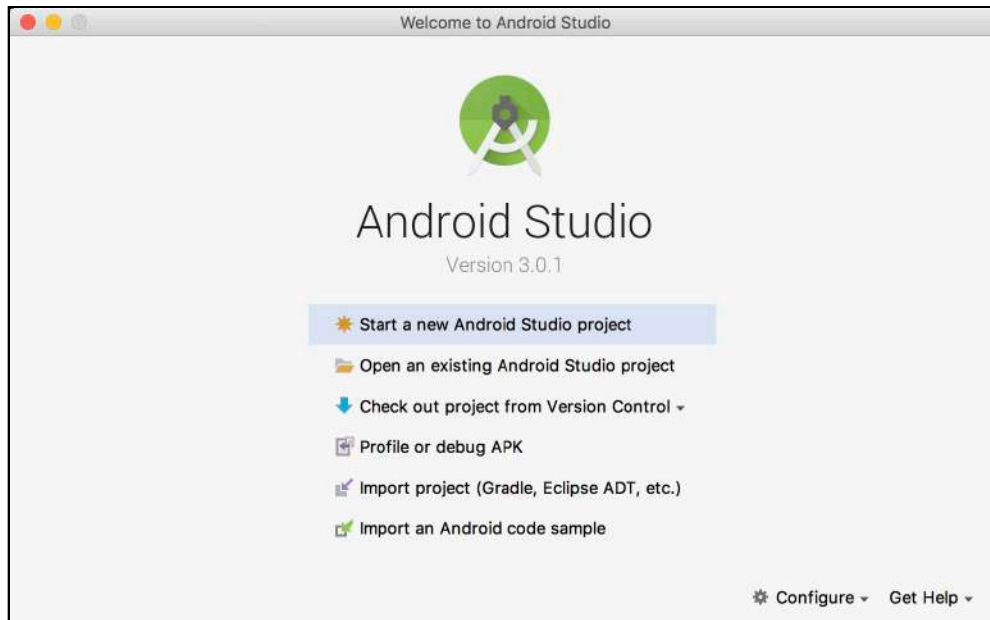 Welcome to Android Studio
Android Studio
Version 3.0.1
Start a new Android Studio project
Open an existing Android Studio project
Check out project from Version Control
Profile or debug APK
Import project (Gradle, Eclipse ADT, etc.)
Import an Android code sample
Configure Get Help